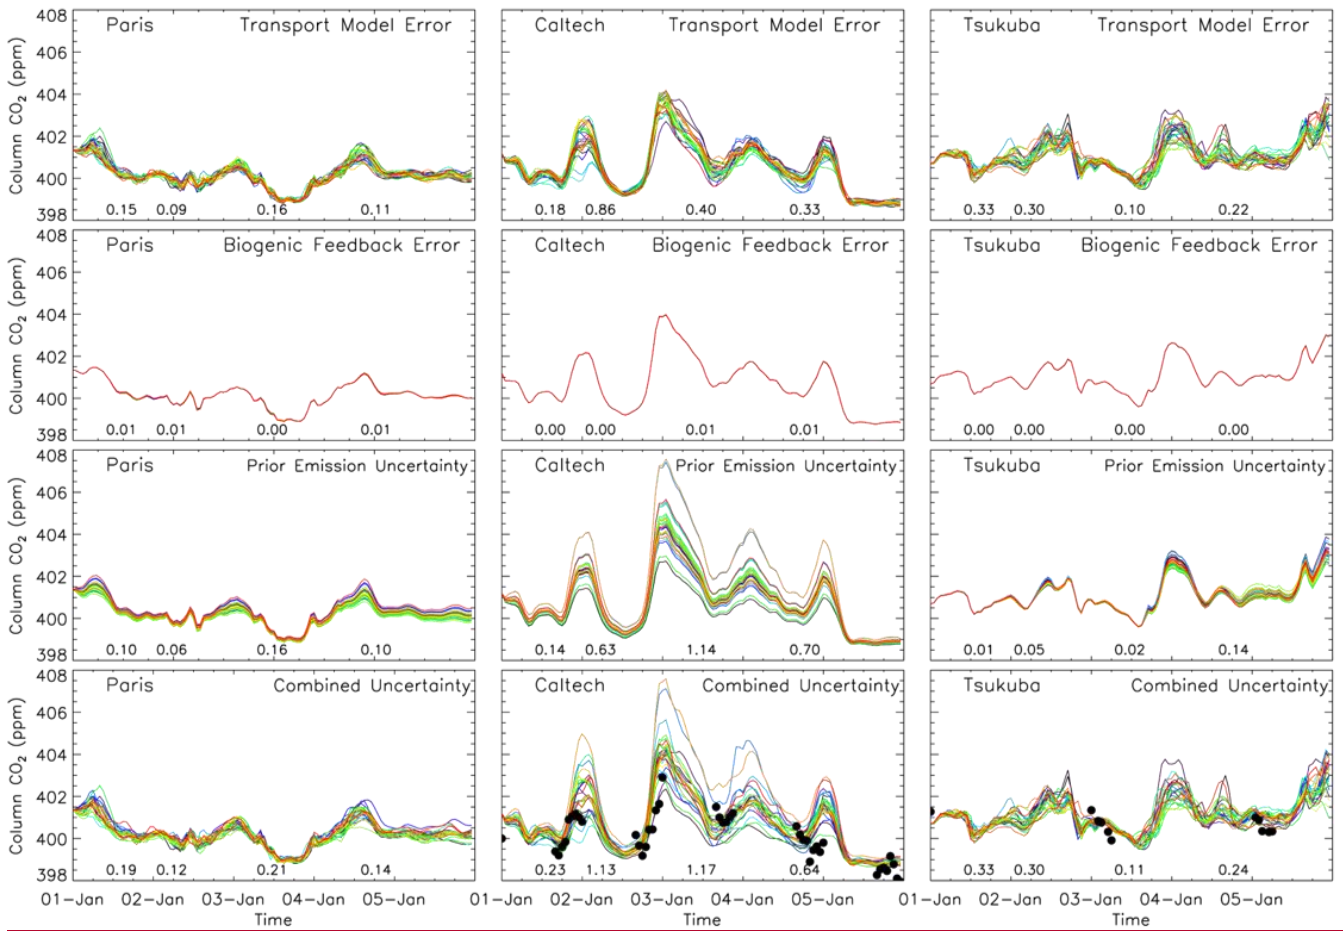 408 Paris Transport Model Error Caltech Transport Model Error Tsukuba Transport Model Error
406
404
402
400
398
Column CO2 (ppm)
0.15 0.09 0.16 0.11 0.18 0.86 0.40 0.33 0.33 0.30 0.10 0.22
408 Paris Biogenic Feedback Error Caltech Biogenic Feedback Error Tsukuba Biogenic Feedback Error
406
404
402
400
398
Column CO2 (ppm)
0.01 0.01 0.00 0.01 0.00 0.00 0.01 0.01 0.00 0.00 0.00 0.00
408 Paris Prior Emission Uncertainty Caltech Prior Emission Uncertainty Tsukuba Prior Emission Uncertainty
406
404
402
400
398
Column CO2 (ppm)
0.10 0.06 0.16 0.10 0.14 0.63 1.14 0.70 0.01 0.05 0.02 0.14
408 Paris Combined Uncertainty Caltech Combined Uncertainty Tsukuba Combined Uncertainty
406
404
402
400
398
Column CO2 (ppm)
0.19 0.12 0.21 0.14 0.23 1.13 1.17 0.64 0.33 0.30 0.11 0.24
01-Jan 02-Jan 03-Jan 04-Jan 05-Jan 01-Jan 02-Jan 03-Jan 04-Jan 05-Jan 01-Jan 02-Jan 03-Jan 04-Jan 05-Jan
Time Time Time